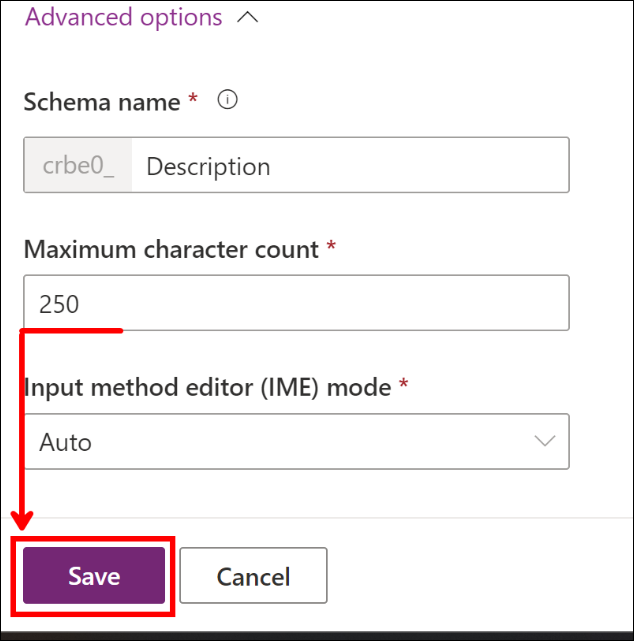 Advanced options
Schema name *
crbe0_ Description
Maximum character count *
250
Input method editor (IME) mode *
Auto
Save Cancel